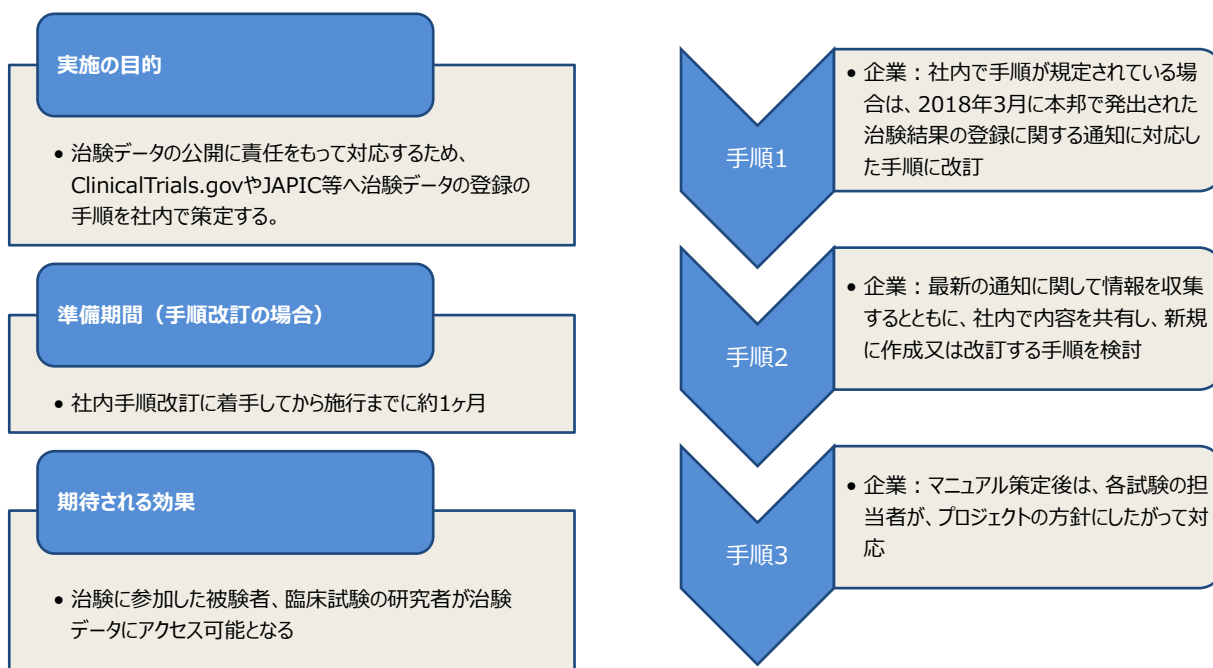 実施の目的
• 治験データの公開に責任をもって対応するため、
ClinicalTrials.govやJAPIC等へ治験データの登録の
手順を社内で策定する。
準備期間（手順改訂の場合）
• 社内手順改訂に着手してから施行までに約1ヶ月
期待される効果
• 治験に参加した被験者、臨床試験の研究者が治験
データにアクセス可能となる
手順1
• 企業：社内で手順が規定されている場
合は、2018年3月に本邦で発出された
治験結果の登録に関する通知に対応し
た手順に改訂
手順2
• 企業：最新の通知に関して情報を収集
するとともに、社内で内容を共有し、新規
に作成又は改訂する手順を検討
手順3
• 企業：マニュアル策定後は、各試験の担
当者が、プロジェクトの方針にしたがって対
応